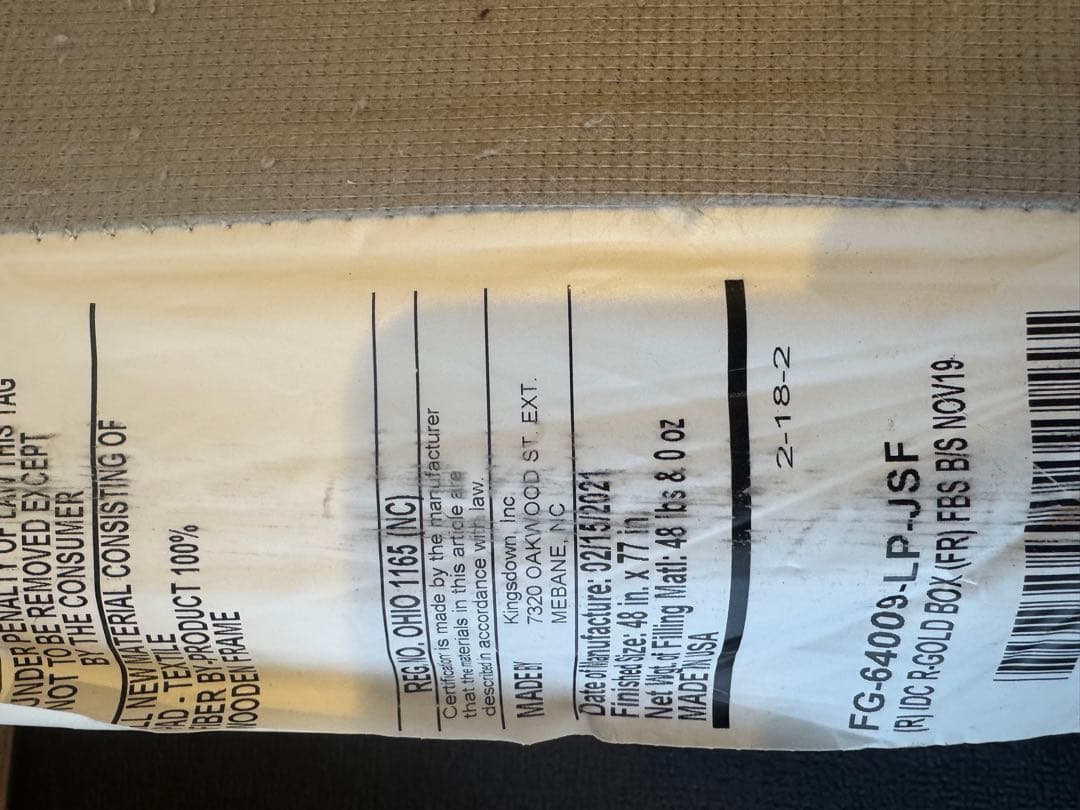 UNDER PENALTY OF LAW THIS TAG
NOT TO BE REMOVED EXCEPT
BY THE CONSUMER
ALL NEW MATERIAL CONSISTING OF
PAD - TEXTILE
FIBER BY-PRODUCT 100%
WOODEN FRAME
REG NO. OHIO 1165 (NC)
Certification is made by the manufacturer
that the materials in this article are
described in accordance with law.
MADE BY
Kingsdown, Inc
7320 OAKWOOD ST. EXT.
MEBANE, NC
Date of Manufacture: 02/15/2021
Finished Size: 48 in. x 77 in.
Net Wt. of Filling Matl: 48 lbs & 0 oz
MADE IN USA
2-18-2
FG-64009-LP-JSF
(R) IDC R-GOLD BOX (FR) FBS B/S NOV19